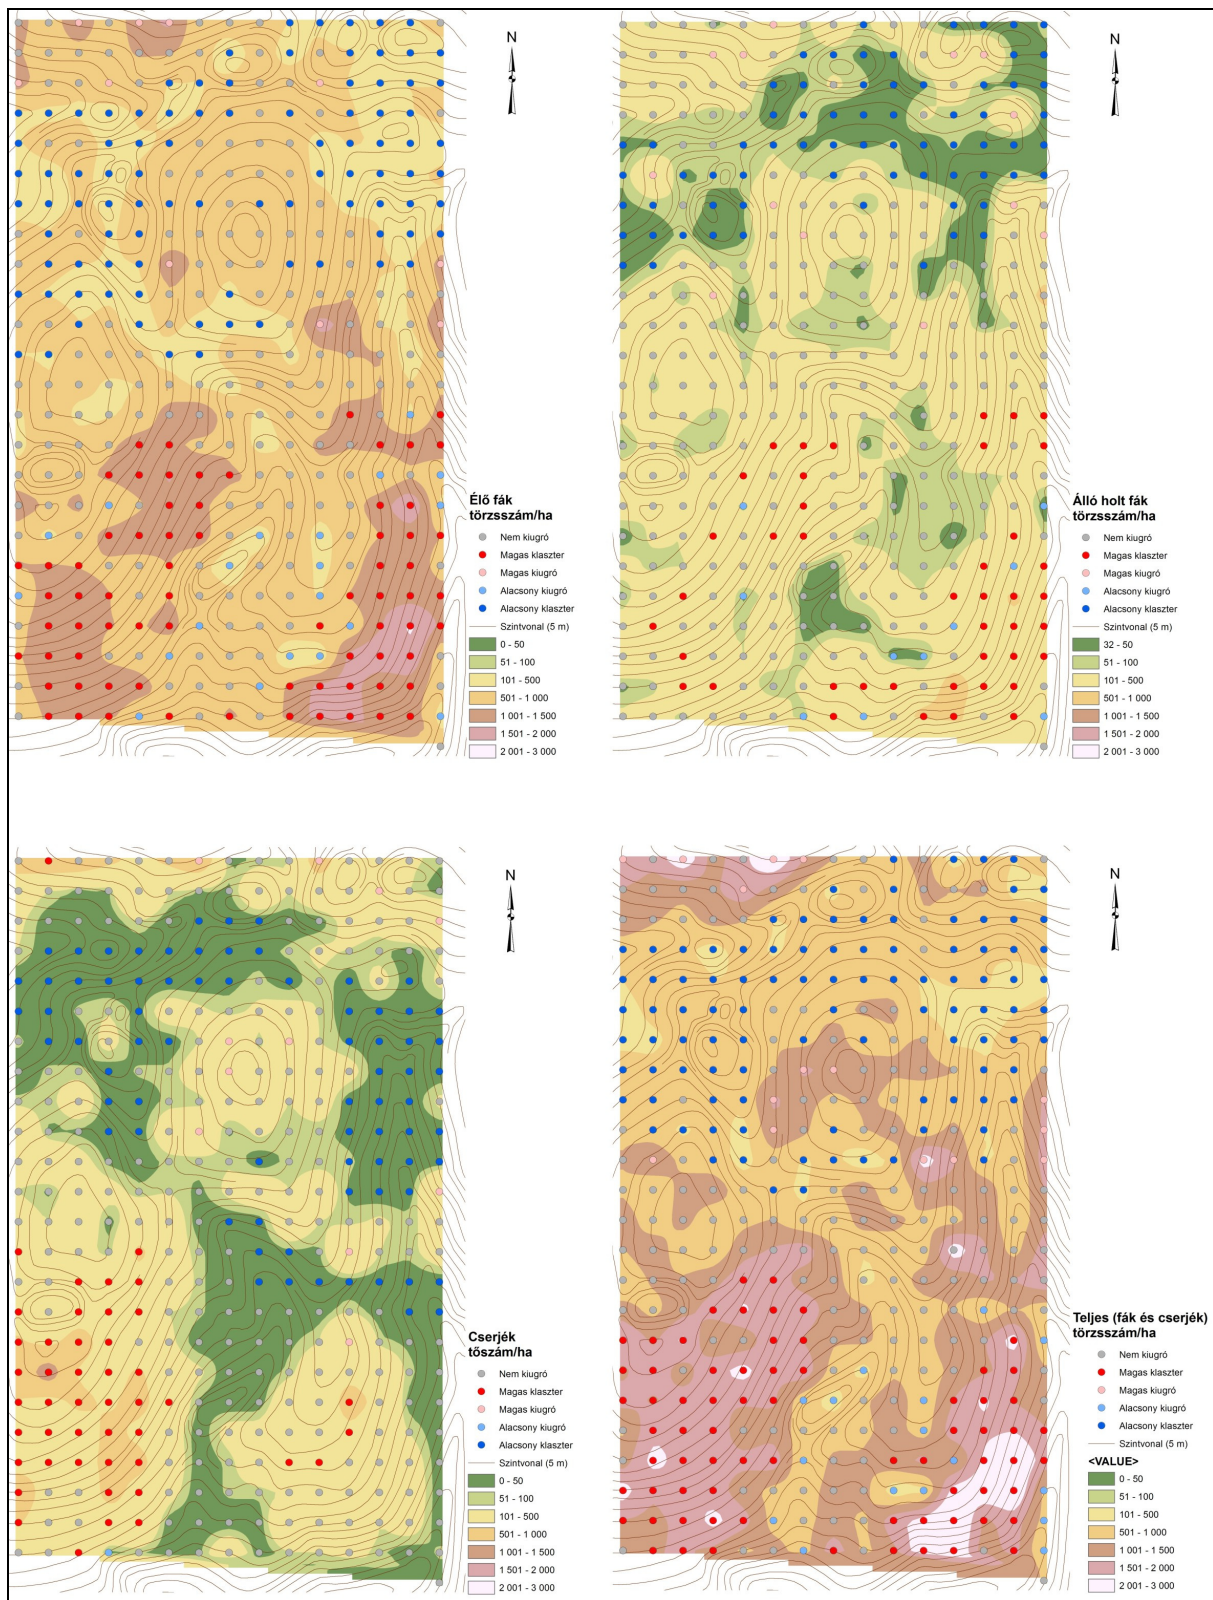 N
Élő fák
törzsszám/ha
Nem kiugró
Magas klaszter
Magas kiugró
Alacsony kiugró
Alacsony klaszter
Szintvonal (5 m)
0 - 50
51 - 100
101 - 500
501 - 1 000
1 001 - 1 500
1 501 - 2 000
2 001 - 3 000
N
Álló holt fák
törzsszám/ha
Nem kiugró
Magas klaszter
Magas kiugró
Alacsony kiugró
Alacsony klaszter
Szintvonal (5 m)
32 - 50
51 - 100
101 - 500
501 - 1 000
1 001 - 1 500
1 501 - 2 000
2 001 - 3 000
N
Cserjék
tőszám/ha
Nem kiugró
Magas klaszter
Magas kiugró
Alacsony kiugró
Alacsony klaszter
Szintvonal (5 m)
0 - 50
51 - 100
101 - 500
501 - 1 000
1 001 - 1 500
1 501 - 2 000
2 001 - 3 000
N
Teljes (fák és cserjék)
törzsszám/ha
Nem kiugró
Magas klaszter
Magas kiugró
Alacsony kiugró
Alacsony klaszter
Szintvonal (5 m)
<VALUE>
0 - 50
51 - 100
101 - 500
501 - 1 000
1 001 - 1 500
1 501 - 2 000
2 001 - 3 000